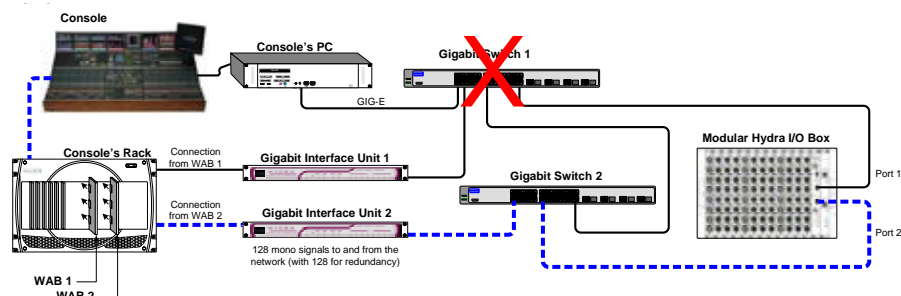 Console
Console's PC
Gigabit Switch 1
GIG-E
Modular Hydra I/O Box
Console's Rack
Connection
from WAB 1
Gigabit Interface Unit 1
Gigabit Switch 2
Port 1
Connection
from WAB 2
Gigabit Interface Unit 2
Port 2
128 mono signals to and from the
network (with 128 for redundancy)
WAB 1
WAB 2